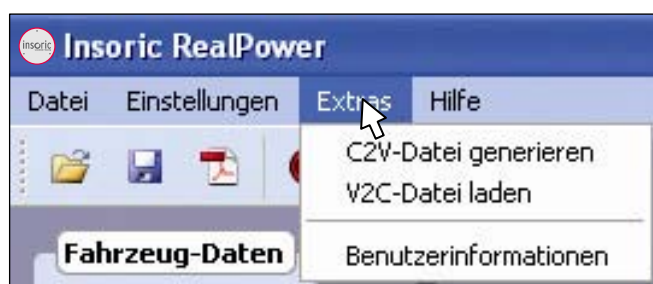 insoric Insoric RealPower
Datei Einstellungen Extras Hilfe
C2V-Datei generieren
V2C-Datei laden
Fahrzeug-Daten
Benutzerinformationen